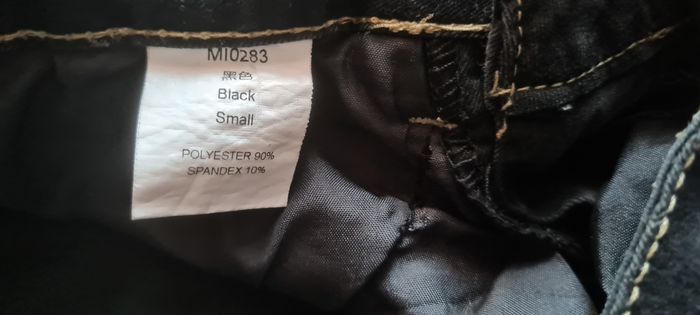 MI0283
黑色
Black
Small
POLYESTER 90%
SPANDEX 10%